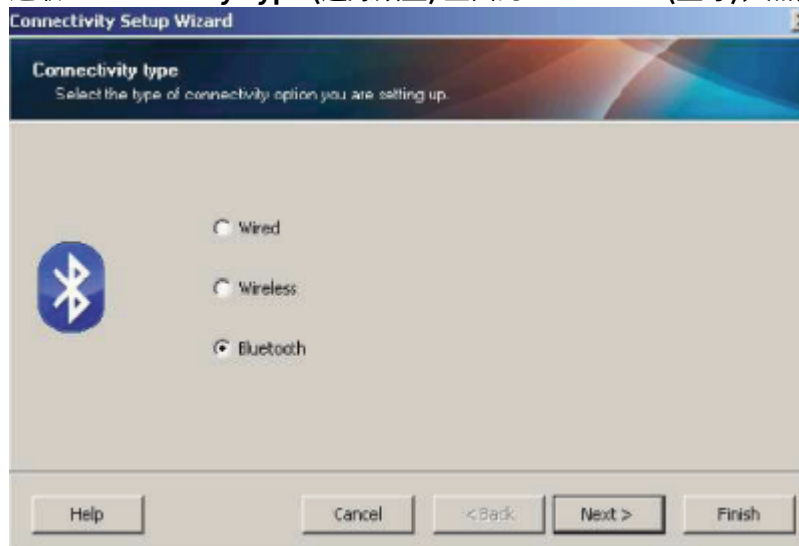 Connectivity Setup Wizard
Connectivity type
Select the type of connectivity option you are setting up.
Wired
Wireless
Bluetooth
Help
Cancel
< Back
Next >
Finish